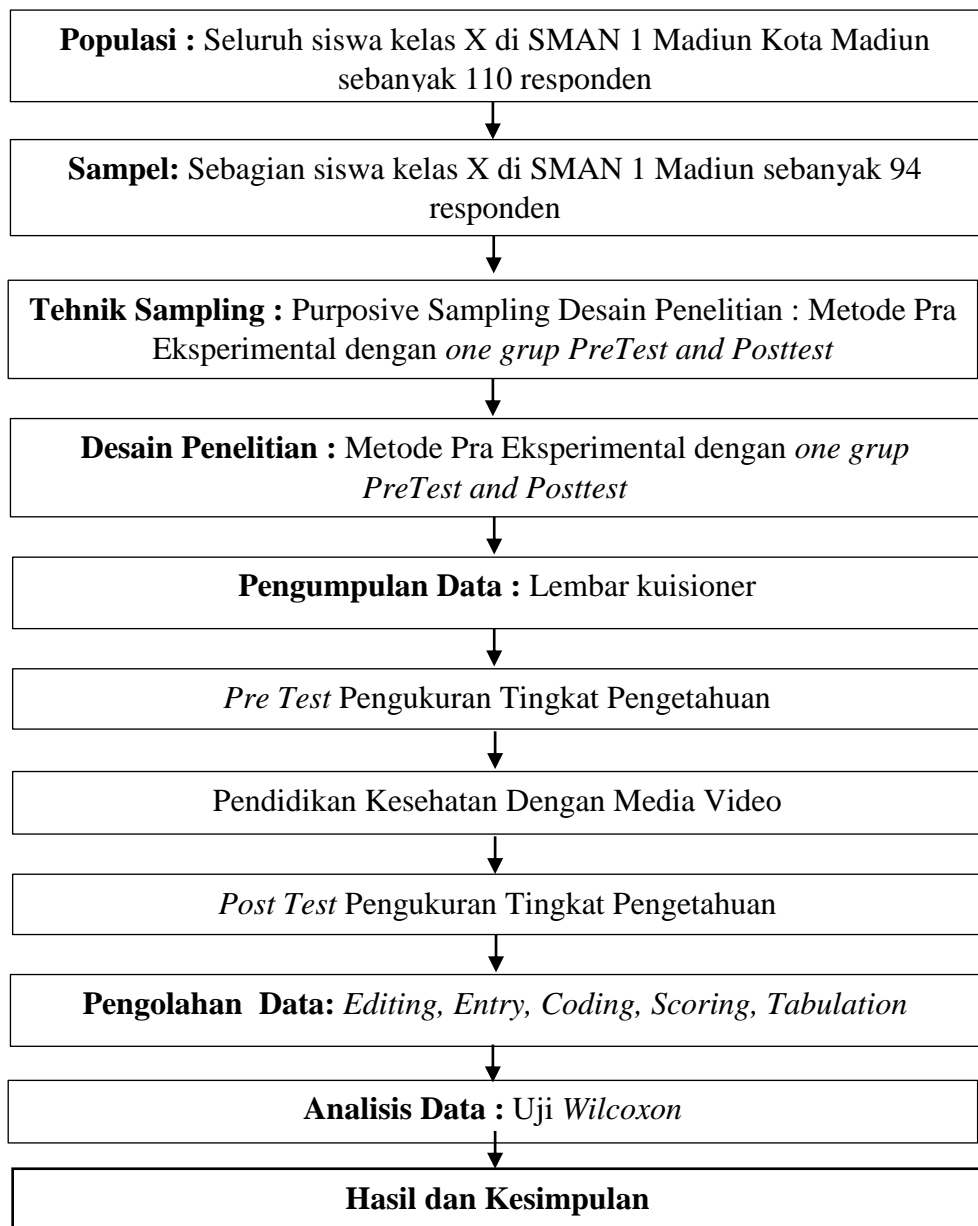 Populasi : Seluruh siswa kelas X di SMAN 1 Madiun Kota Madiun
sebanyak 110 responden
Sampel: Sebagian siswa kelas X di SMAN 1 Madiun sebanyak 94
responden
Tehnik Sampling : Purposive Sampling Desain Penelitian : Metode Pra
Eksperimental dengan one grup PreTest and Posttest
Desain Penelitian : Metode Pra Eksperimental dengan one grup
PreTest and Posttest
Pengumpulan Data : Lembar kuisioner
Pre Test Pengukuran Tingkat Pengetahuan
Pendidikan Kesehatan Dengan Media Video
Post Test Pengukuran Tingkat Pengetahuan
Pengolahan Data: Editing, Entry, Coding, Scoring, Tabulation
Analisis Data : Uji Wilcoxon
Hasil dan Kesimpulan